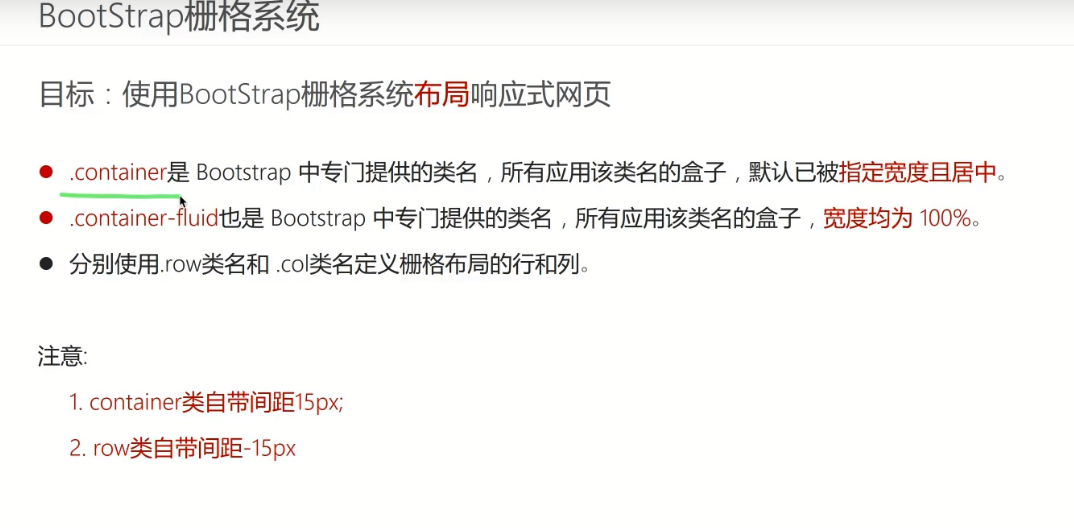 BootStrap栅格系统
目标：使用BootStrap栅格系统布局响应式网页
.container是 Bootstrap 中专门提供的类名，所有应用该类名的盒子，默认已被指定宽度且居中。
.container-fluid也是 Bootstrap 中专门提供的类名，所有应用该类名的盒子，宽度均为 100%。
分别使用.row类名和 .col类名定义栅格布局的行和列。
注意:
1. container类自带间距15px;
2. row类自带间距-15px